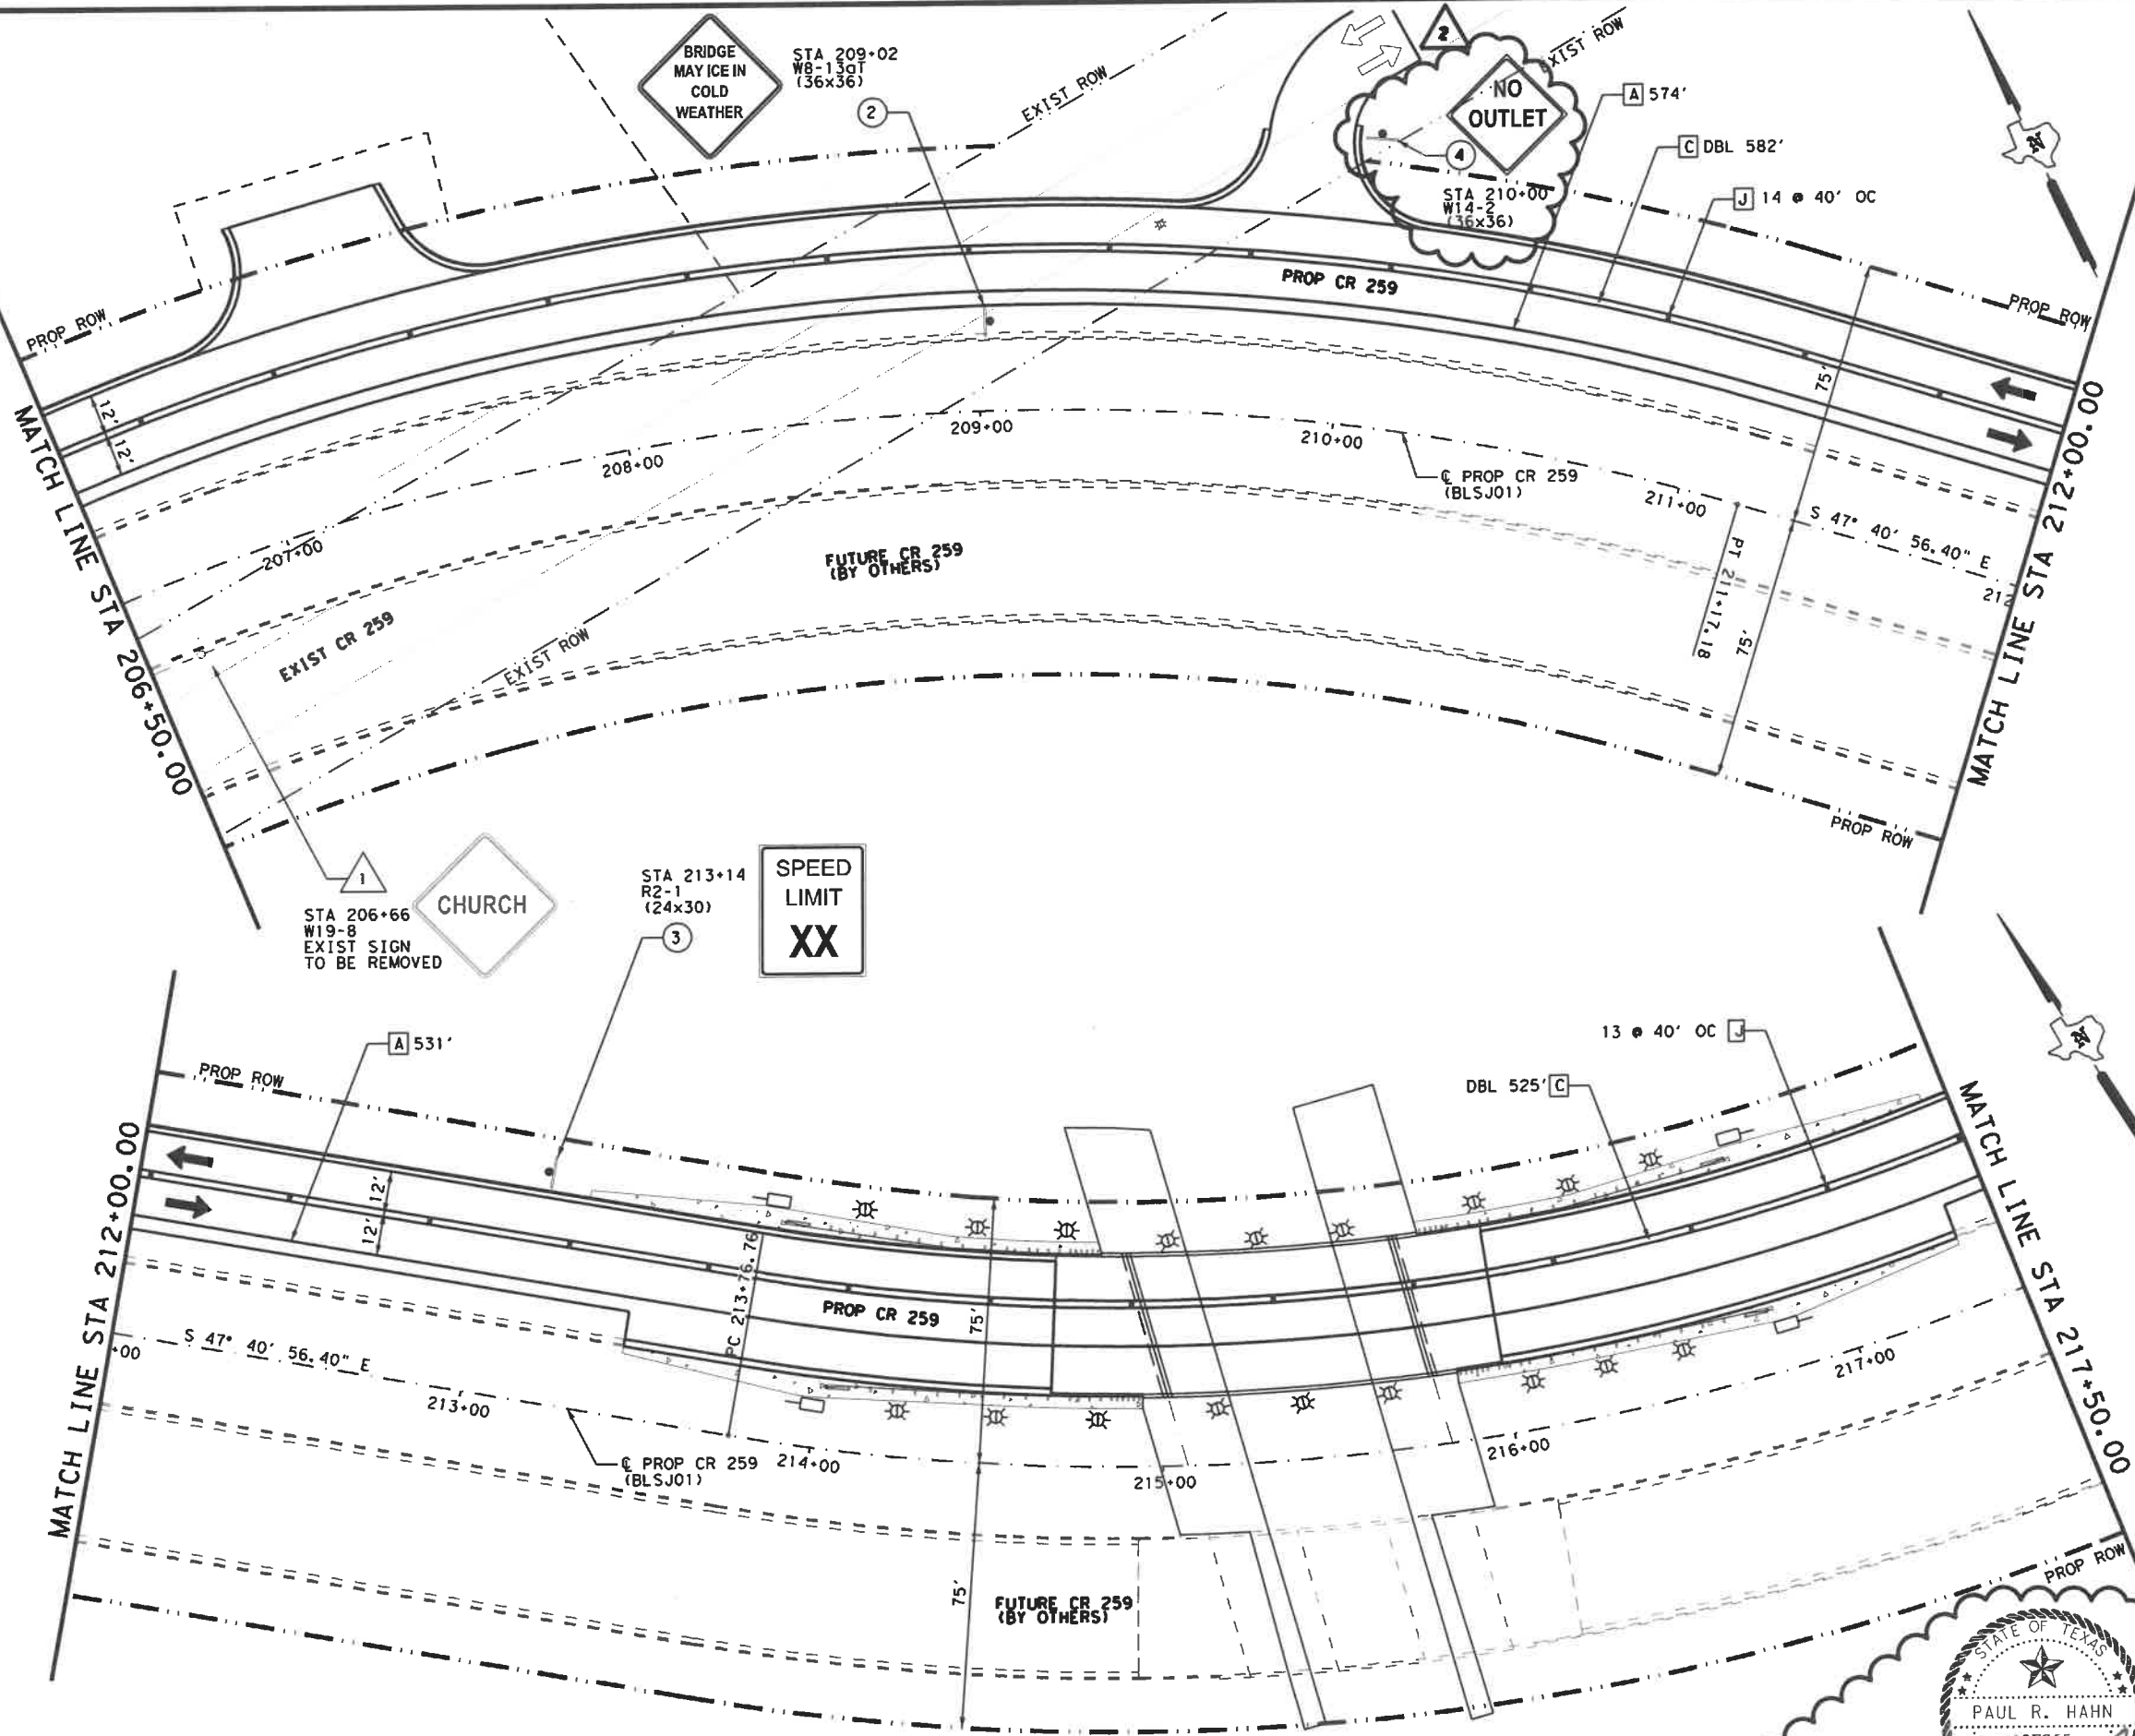 BRIDGE
MAY ICE IN
COLD
WEATHER
STA 209+02
W8-13aT
(36x36)
2
EXIST ROW
2
EXIST ROW
NO
OUTLET
4
STA 210+00
W14-2
(36x36)
A 574'
C DBL 582'
J 14 @ 40' OC
PROP ROW
PROP ROW
PROP CR 259
75'
12'
12'
MATCH LINE STA 206+50.00
MATCH LINE STA 212+00.00
207+00
208+00
209+00
210+00
211+00
212
℄ PROP CR 259
(BLSJ01)
S 47° 40' 56.40" E
PT 211+17.18
75'
FUTURE CR 259
(BY OTHERS)
EXIST CR 259
EXIST ROW
PROP ROW
1
STA 206+66
W19-8
EXIST SIGN
TO BE REMOVED
CHURCH
STA 213+14
R2-1
(24x30)
3
SPEED
LIMIT
XX
A 531'
PROP ROW
13 @ 40' OC J
DBL 525' C
MATCH LINE STA 212+00.00
MATCH LINE STA 217+50.00
12'
12'
PC 213+76.76
PROP CR 259
75'
+00
S 47° 40' 56.40" E
213+00
214+00
215+00
216+00
217+00
℄ PROP CR 259
(BLSJ01)
75'
FUTURE CR 259
(BY OTHERS)
PROP ROW
STATE OF TEXAS
PAUL R. HAHN